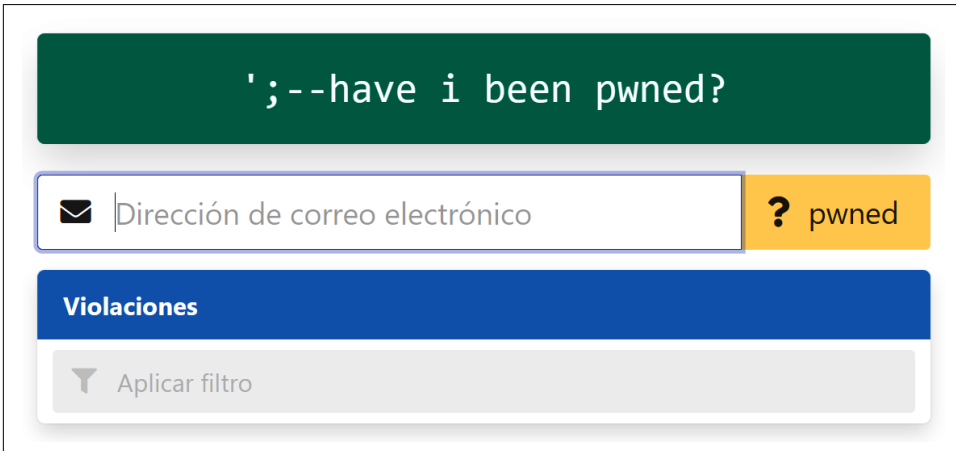 ';--have i been pwned?
Dirección de correo electrónico
? pwned
Violaciones
Aplicar filtro